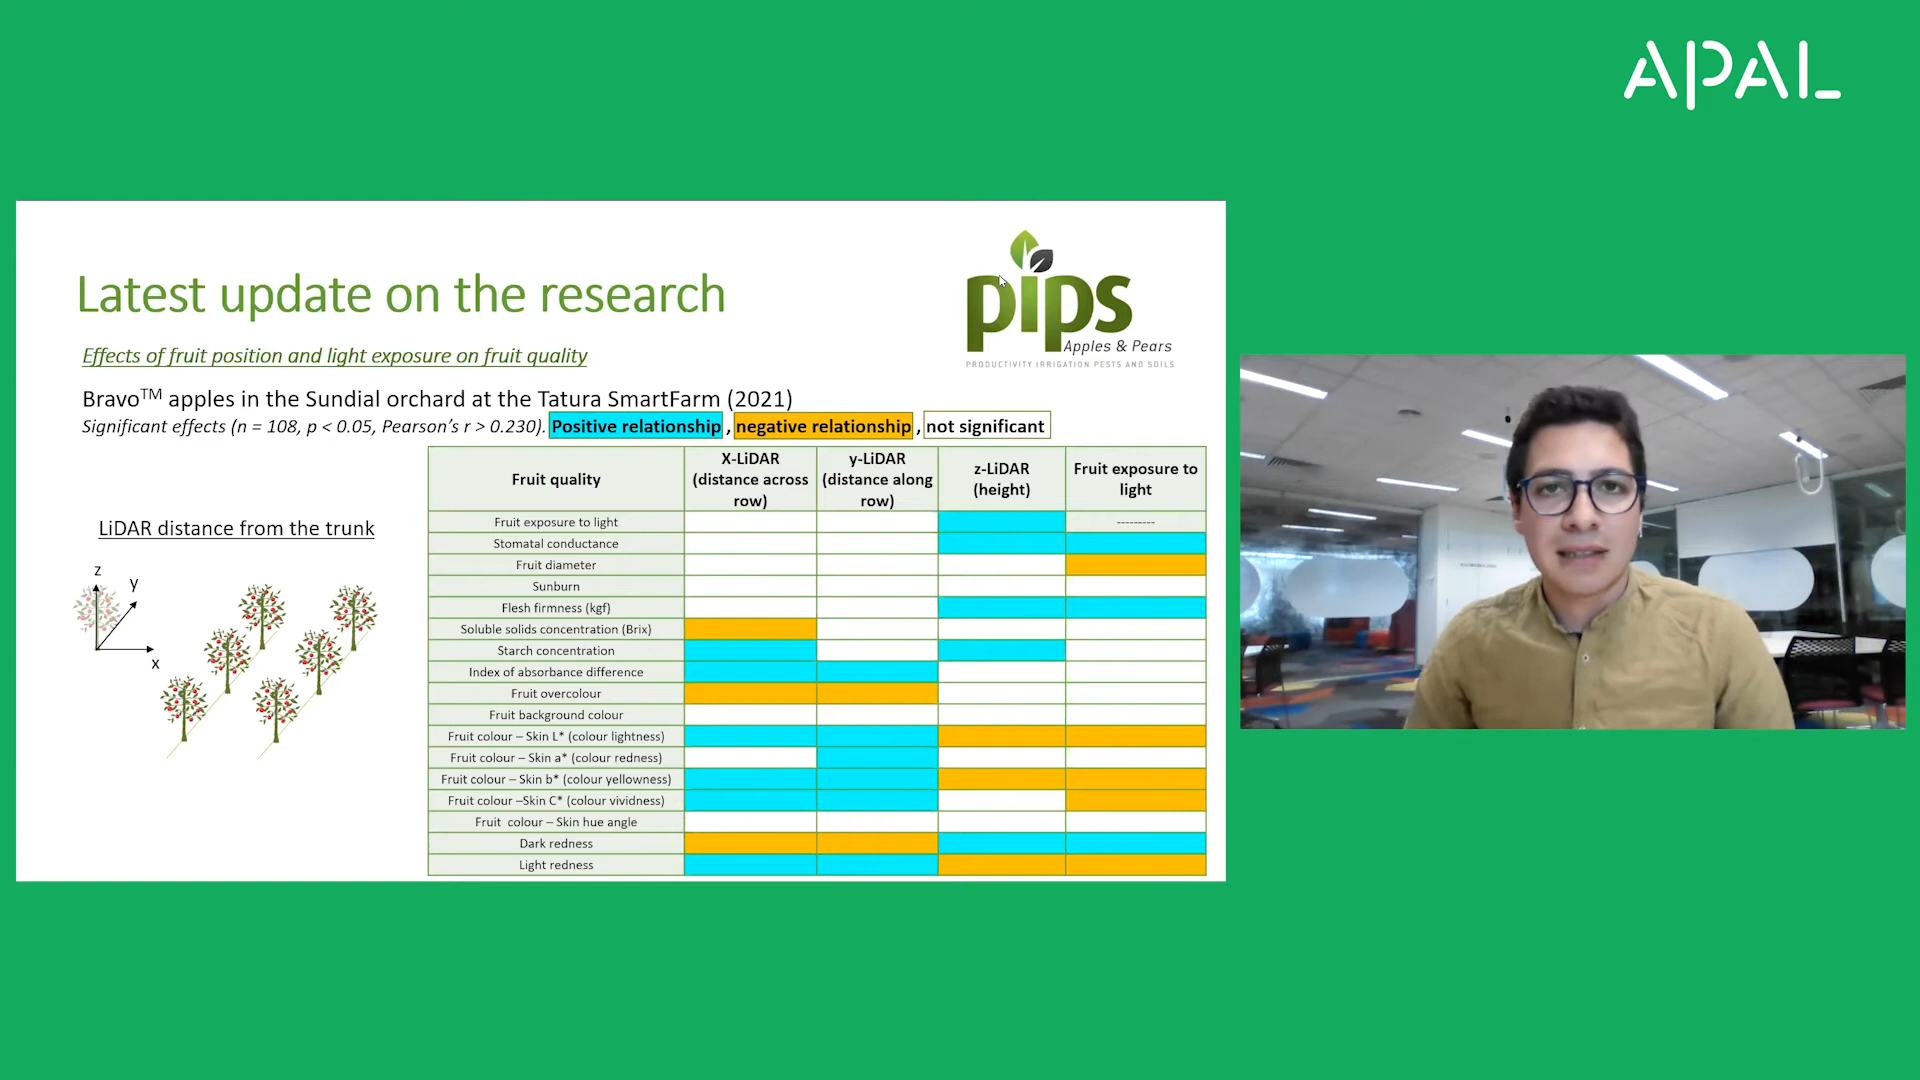 APAL
Latest update on the research
pips
Apples & Pears
PRODUCTIVITY IRRIGATION PESTS AND SOILS
Effects of fruit position and light exposure on fruit quality
Bravo™ apples in the Sundial orchard at the Tatura SmartFarm (2021)
Significant effects (n = 108, p < 0.05, Pearson's r > 0.230). Positive relationship , negative relationship , not significant
LiDAR distance from the trunk
z
y
x
Fruit quality
X-LiDAR
(distance across
row)
y-LiDAR
(distance along
row)
z-LiDAR
(height)
Fruit exposure to
light
Fruit exposure to light ---------
Stomatal conductance
Fruit diameter
Sunburn
Flesh firmness (kgf)
Soluble solids concentration (Brix)
Starch concentration
Index of absorbance difference
Fruit overcolour
Fruit background colour
Fruit colour – Skin L* (colour lightness)
Fruit colour – Skin a* (colour redness)
Fruit colour – Skin b* (colour yellowness)
Fruit colour –Skin C* (colour vividness)
Fruit colour – Skin hue angle
Dark redness
Light redness